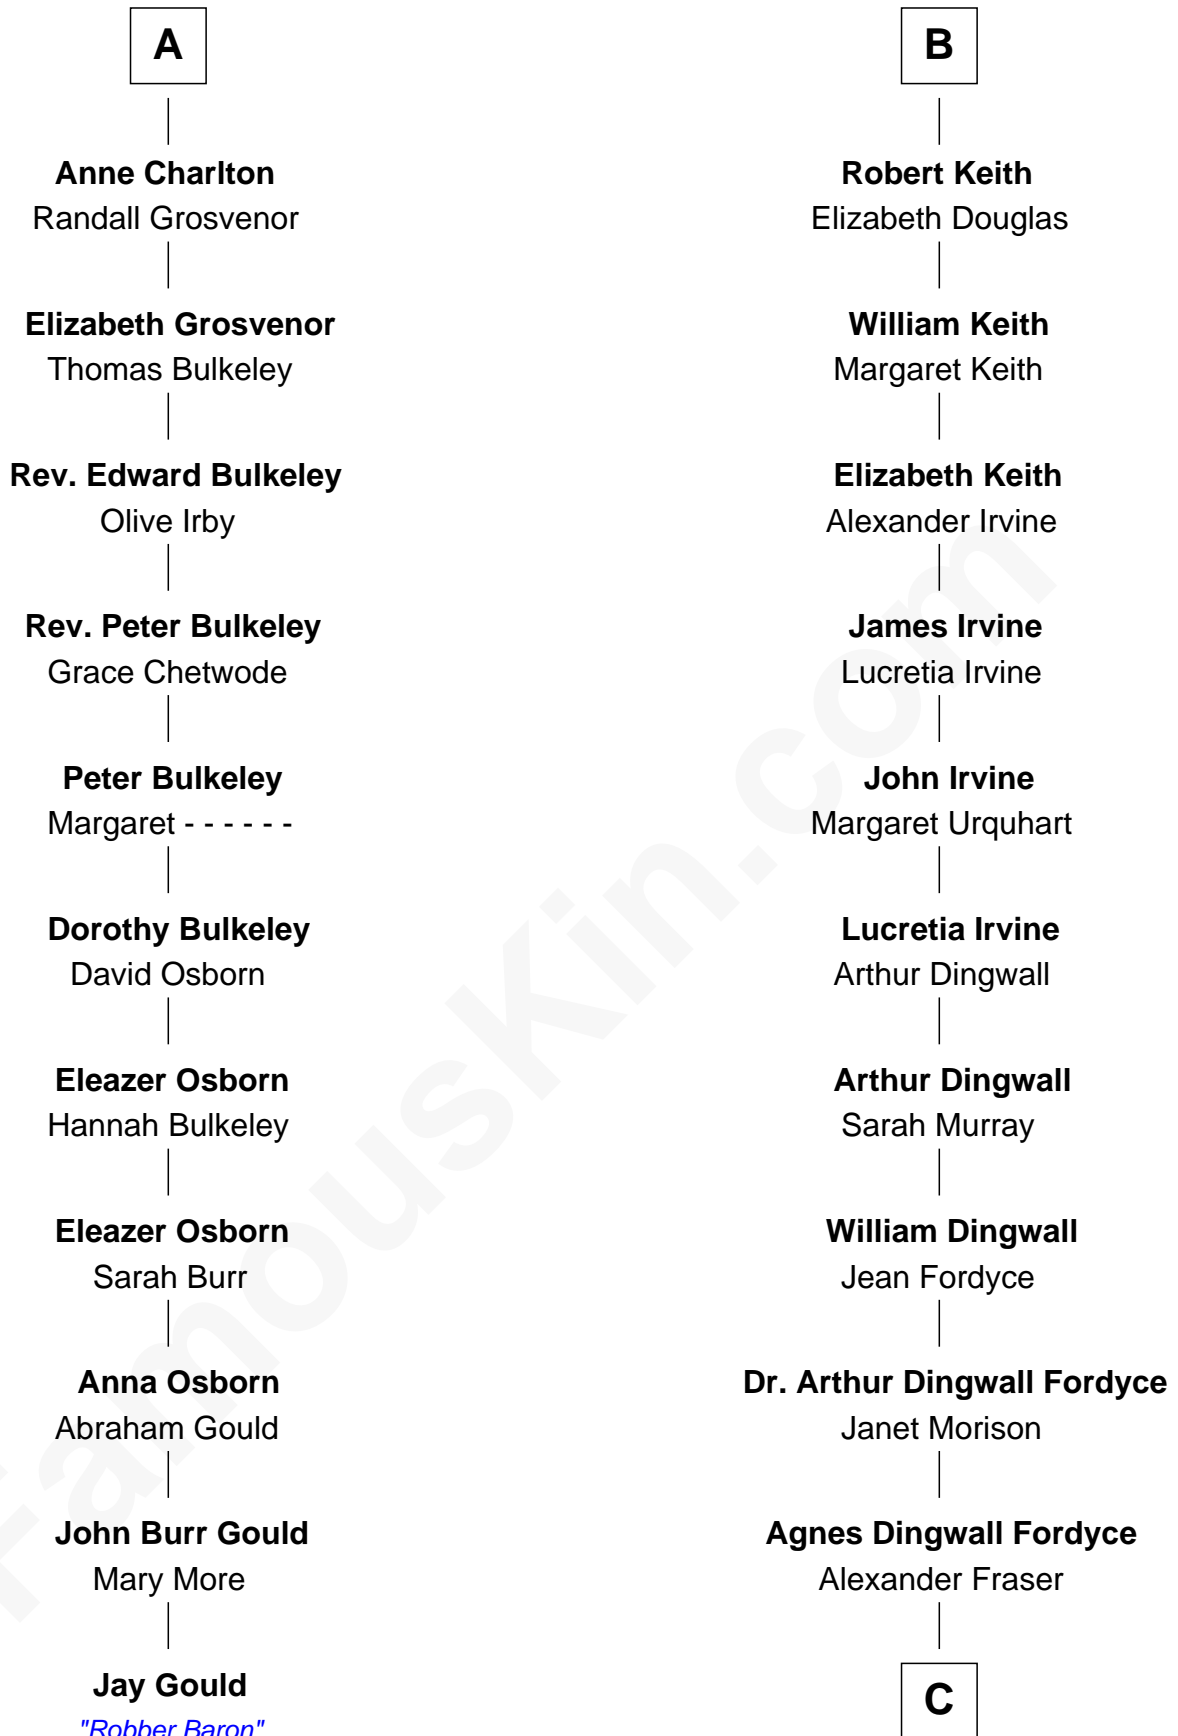 A
Anne Charlton
Randall Grosvenor
Elizabeth Grosvenor
Thomas Bulkeley
Rev. Edward Bulkeley
Olive Irby
Rev. Peter Bulkeley
Grace Chetwode
Peter Bulkeley
Margaret - - - - - -
Dorothy Bulkeley
David Osborn
Eleazer Osborn
Hannah Bulkeley
Eleazer Osborn
Sarah Burr
Anna Osborn
Abraham Gould
John Burr Gould
Mary More
Jay Gould
"Robber Baron"
B
Robert Keith
Elizabeth Douglas
William Keith
Margaret Keith
Elizabeth Keith
Alexander Irvine
James Irvine
Lucretia Irvine
John Irvine
Margaret Urquhart
Lucretia Irvine
Arthur Dingwall
Arthur Dingwall
Sarah Murray
William Dingwall
Jean Fordyce
Dr. Arthur Dingwall Fordyce
Janet Morison
Agnes Dingwall Fordyce
Alexander Fraser
C
FamousKin.com